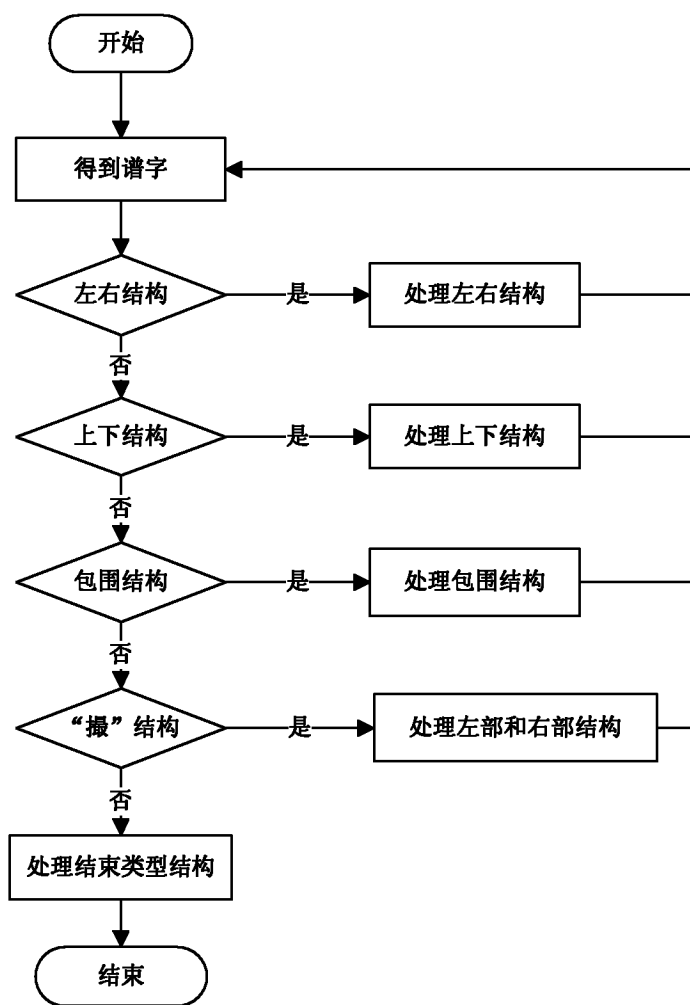 开始
得到谱字
左右结构
是
处理左右结构
否
上下结构
是
处理上下结构
否
包围结构
是
处理包围结构
否
“撮”结构
是
处理左部和右部结构
否
处理结束类型结构
结束